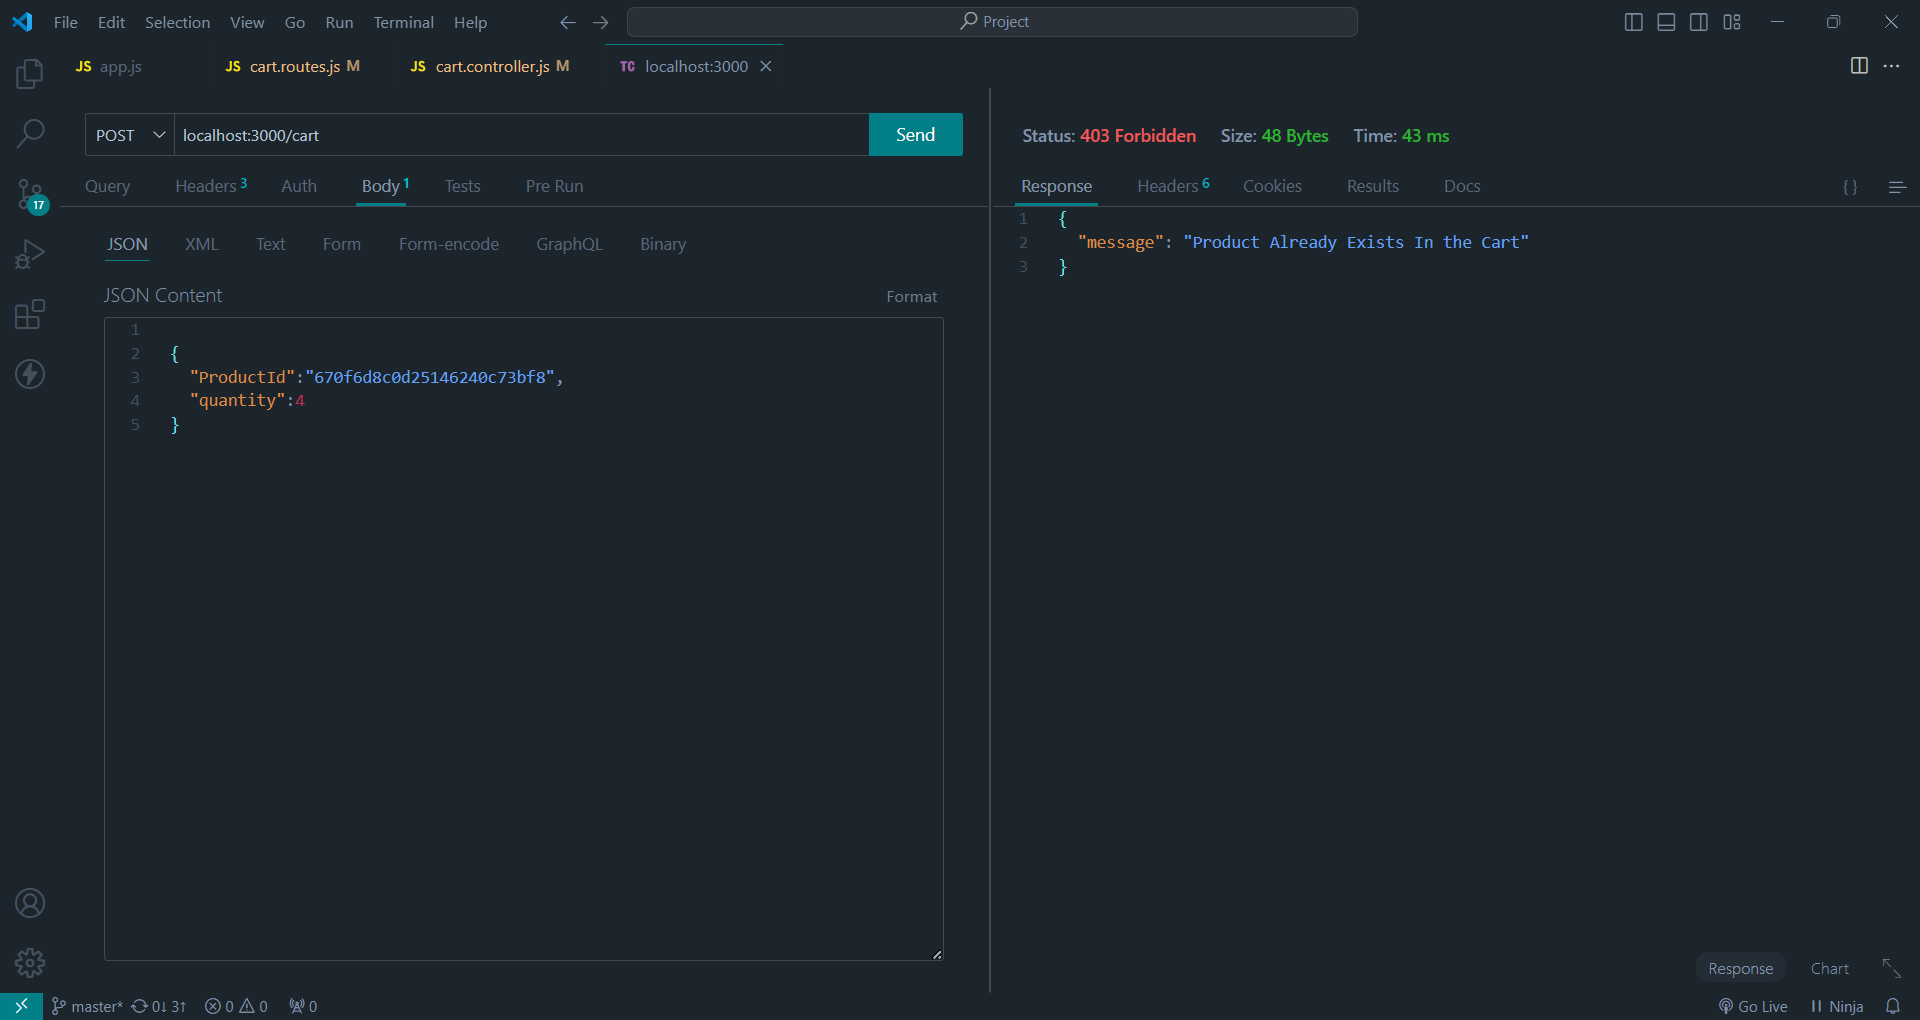 File Edit Selection View Go Run Terminal Help
Project
JS app.js
JS cart.routes.js M
JS cart.controller.js M
TC localhost:3000
17
POST localhost:3000/cart Send
Query Headers 3 Auth Body 1 Tests Pre Run
JSON XML Text Form Form-encode GraphQL Binary
JSON Content Format
1
2 {
3 "ProductId":"670f6d8c0d25146240c73bf8",
4 "quantity":4
5 }
Status: 403 Forbidden Size: 48 Bytes Time: 43 ms
Response Headers 6 Cookies Results Docs { }
1 {
2 "message": "Product Already Exists In the Cart"
3 }
Response Chart
master* 0↓ 3↑ 0 0 0
Go Live Ninja